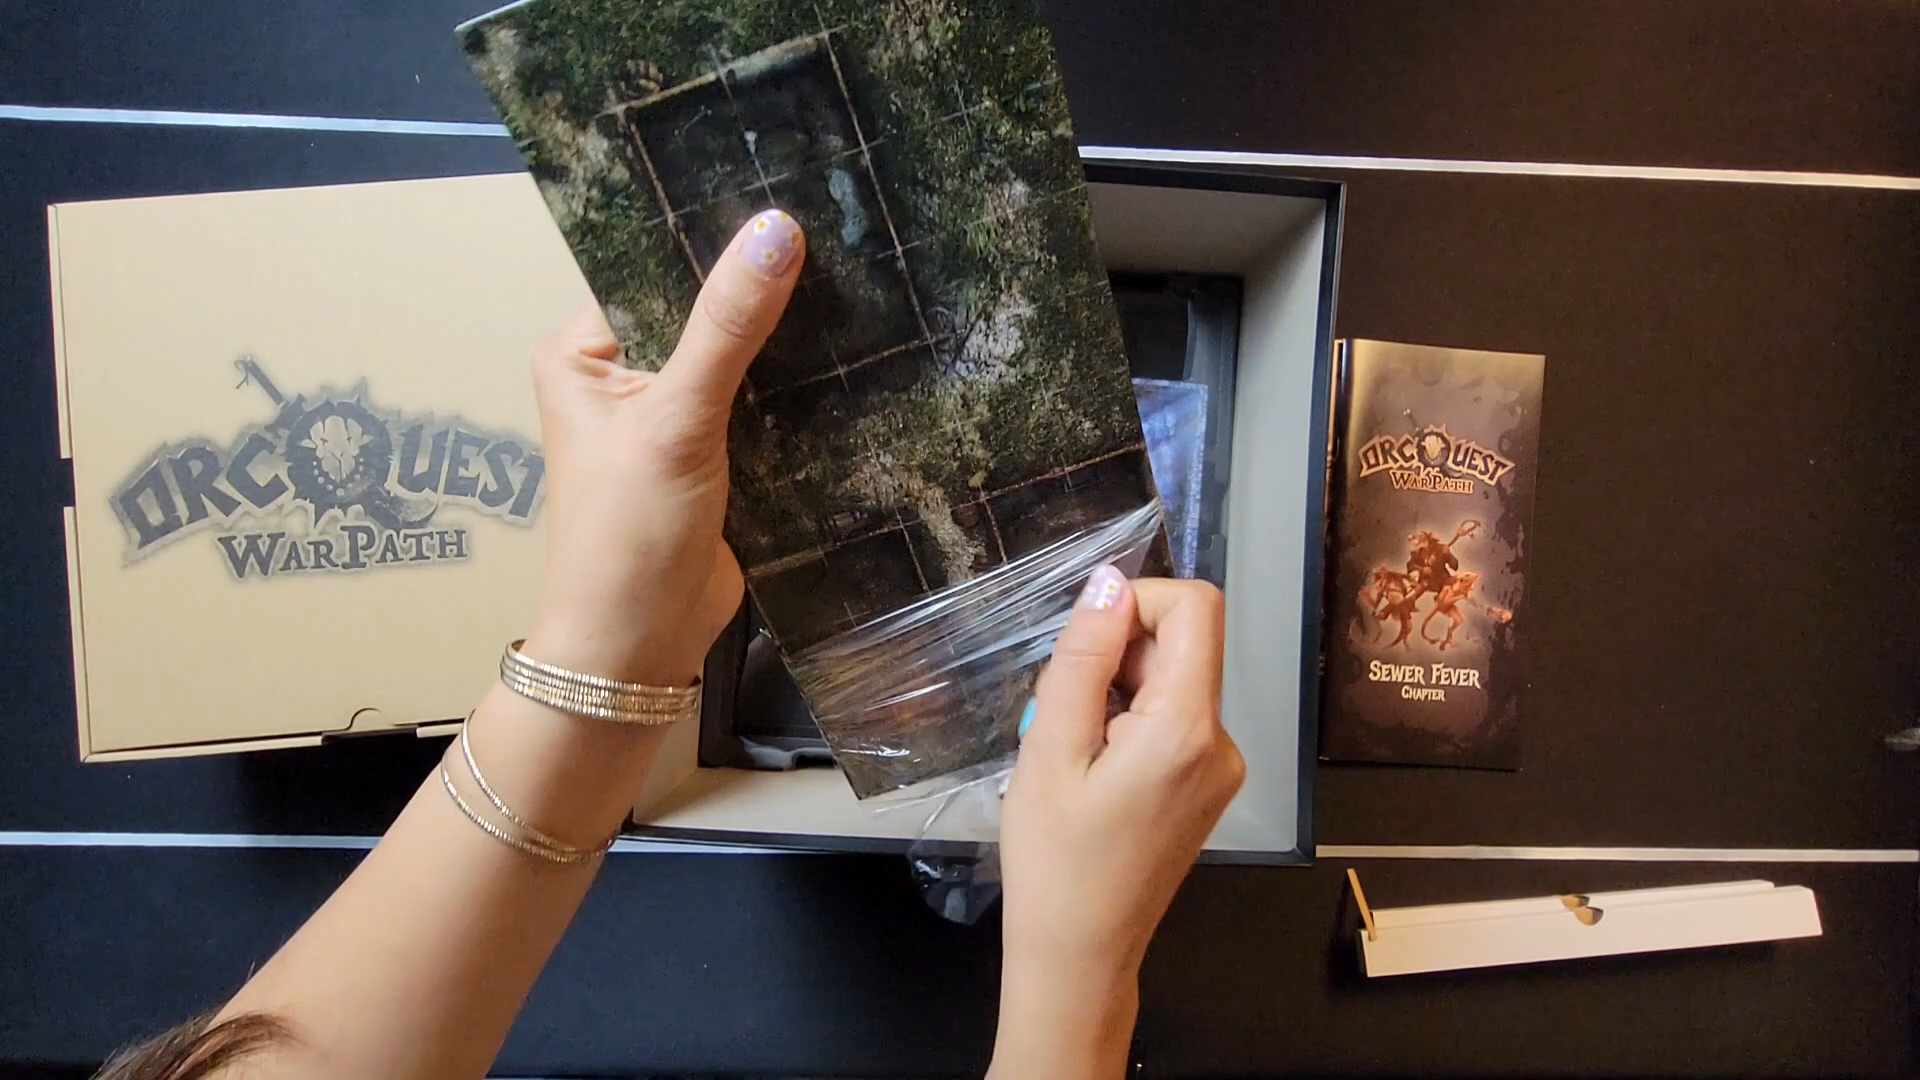 ORCQUEST
WARPATH
ORCQUEST
WARPATH
SEWER FEVER
CHAPTER